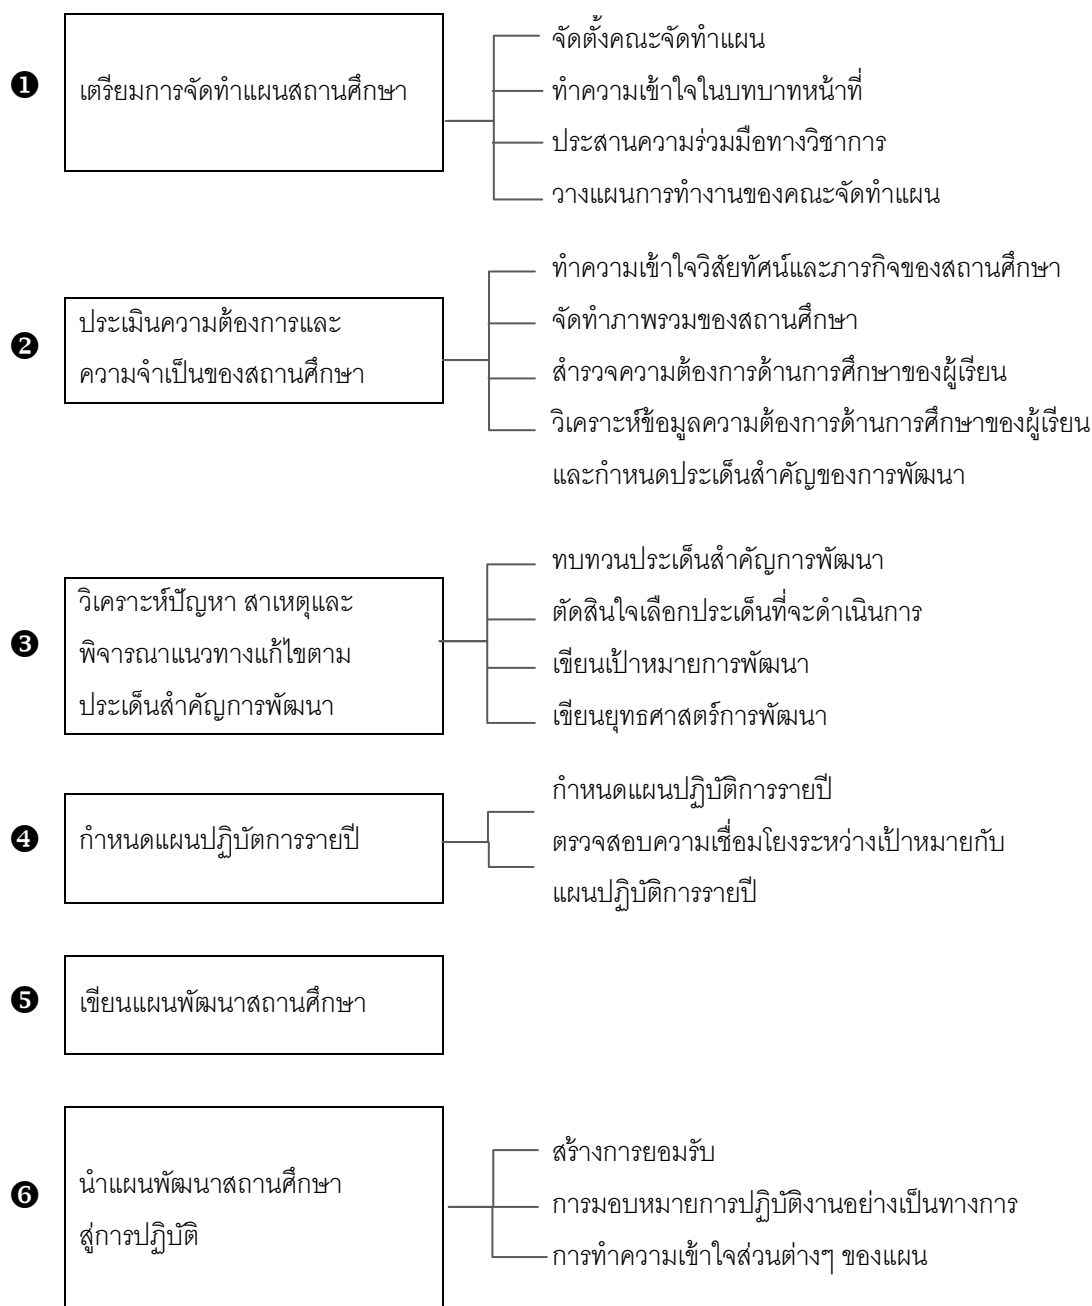 ❶
เตรียมการจัดทำแผนสถานศึกษา
จัดตั้งคณะจัดทำแผน
ทำความเข้าใจในบทบาทหน้าที่
ประสานความร่วมมือทางวิชาการ
วางแผนการทำงานของคณะจัดทำแผน
❷
ประเมินความต้องการและ
ความจำเป็นของสถานศึกษา
ทำความเข้าใจวิสัยทัศน์และภารกิจของสถานศึกษา
จัดทำภาพรวมของสถานศึกษา
สำรวจความต้องการด้านการศึกษาของผู้เรียน
วิเคราะห์ข้อมูลความต้องการด้านการศึกษาของผู้เรียน
และกำหนดประเด็นสำคัญของการพัฒนา
❸
วิเคราะห์ปัญหา สาเหตุและ
พิจารณาแนวทางแก้ไขตาม
ประเด็นสำคัญการพัฒนา
ทบทวนประเด็นสำคัญการพัฒนา
ตัดสินใจเลือกประเด็นที่จะดำเนินการ
เขียนเป้าหมายการพัฒนา
เขียนยุทธศาสตร์การพัฒนา
❹
กำหนดแผนปฏิบัตการรายปี
กำหนดแผนปฏิบัติการรายปี
ตรวจสอบความเชื่อมโยงระหว่างเป้าหมายกับ
แผนปฏิบัติการรายปี
❺
เขียนแผนพัฒนาสถานศึกษา
❻
นำแผนพัฒนาสถานศึกษา
สู่การปฏิบัติ
สร้างการยอมรับ
การมอบหมายการปฏิบัติงานอย่างเป็นทางการ
การทำความเข้าใจส่วนต่างๆ ของแผน